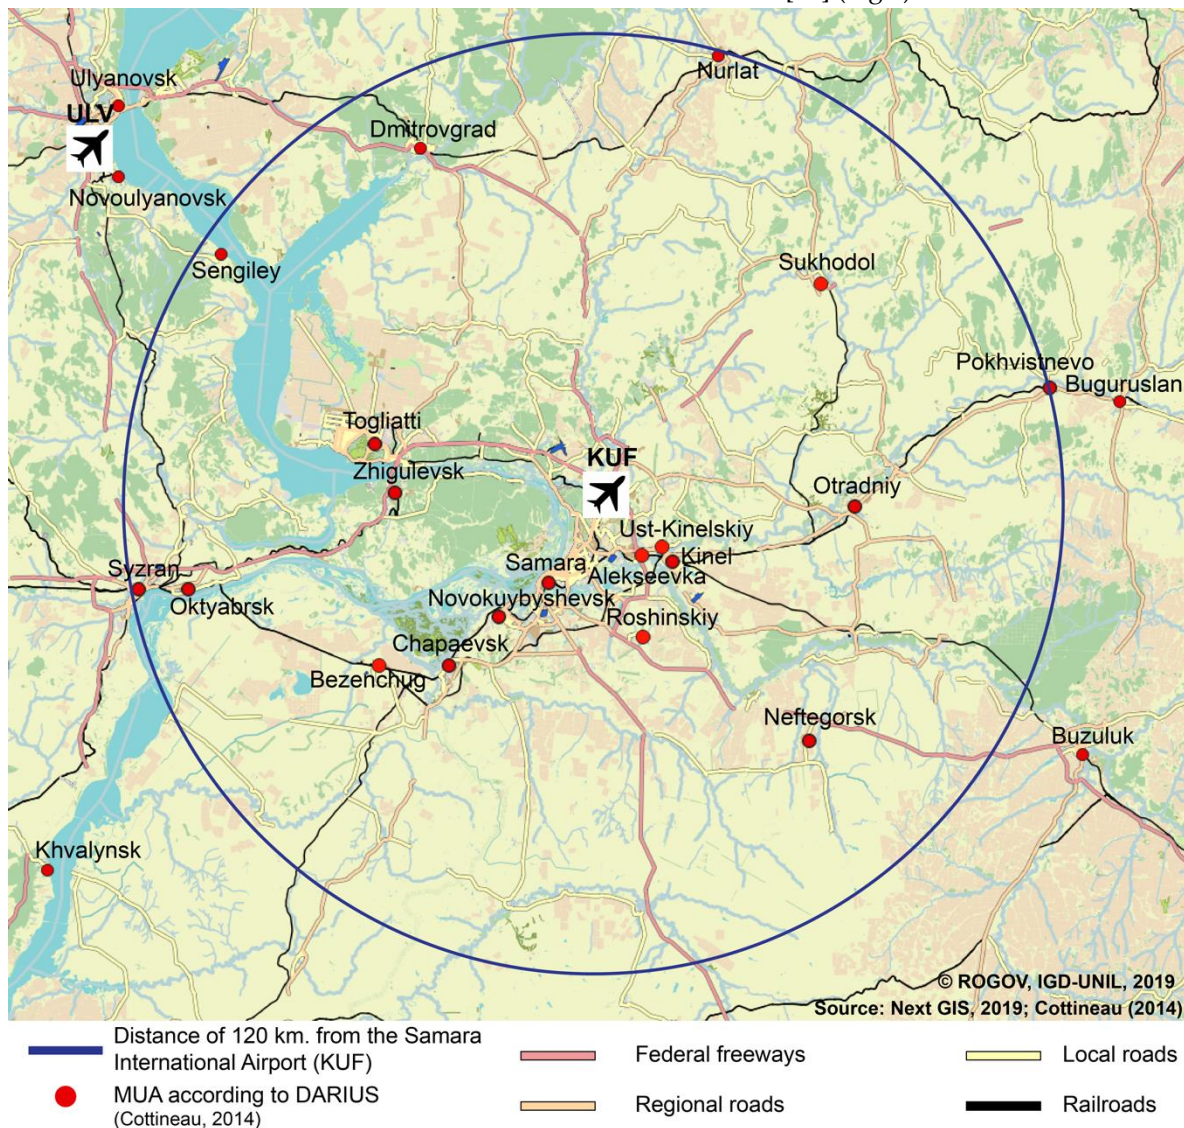 Nurlat
Ulyanovsk
ULV
Dmitrovgrad
Novoulyanovsk
Sengiley
Sukhodol
Pokhvistnevo
Buguruslan
Togliatti
KUF
Zhigulevsk
Otradniy
Ust-Kinelskiy
Samara
Kinel
Alekseevka
Syzran
Oktyabrsk
Novokuybyshevsk
Roshinskiy
Chapaevsk
Bezenchug
Neftegorsk
Buzuluk
Khvalynsk
© ROGOV, IGD-UNIL, 2019
Source: Next GIS, 2019; Cottineau (2014)
Distance of 120 km. from the Samara
International Airport (KUF)
Federal freeways
Local roads
MUA according to DARIUS
(Cottineau, 2014)
Regional roads
Railroads